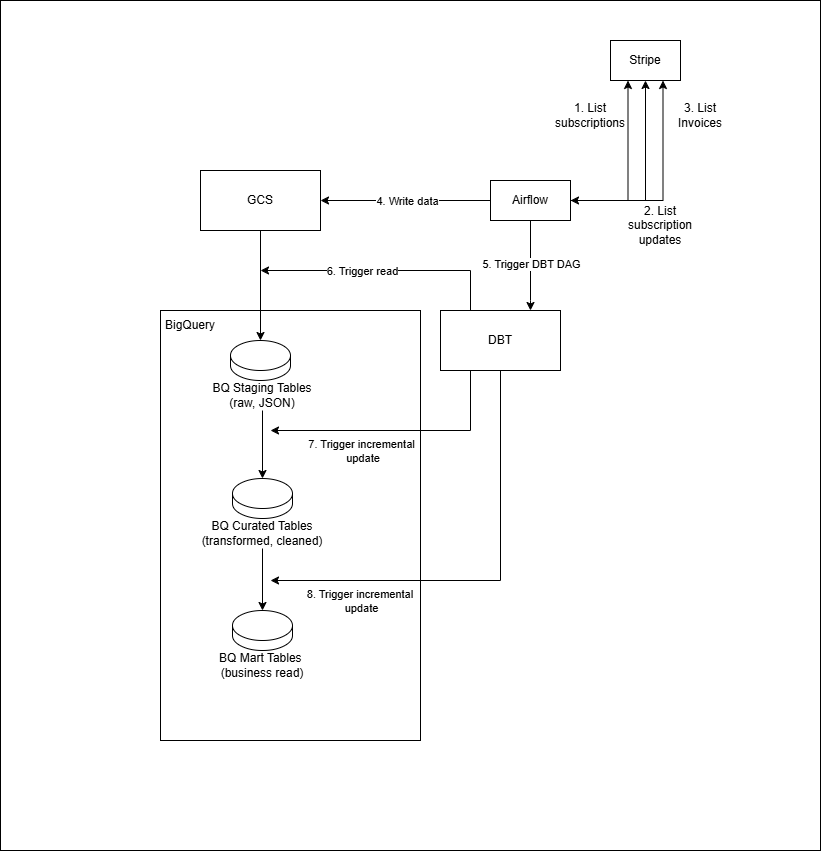 Stripe
1. List
subscriptions
3. List
Invoices
GCS
4. Write data
Airflow
2. List
subscription
updates
5. Trigger DBT DAG
6. Trigger read
BigQuery
DBT
BQ Staging Tables
(raw, JSON)
7. Trigger incremental
update
BQ Curated Tables
(transformed, cleaned)
8. Trigger incremental
update
BQ Mart Tables
(business read)